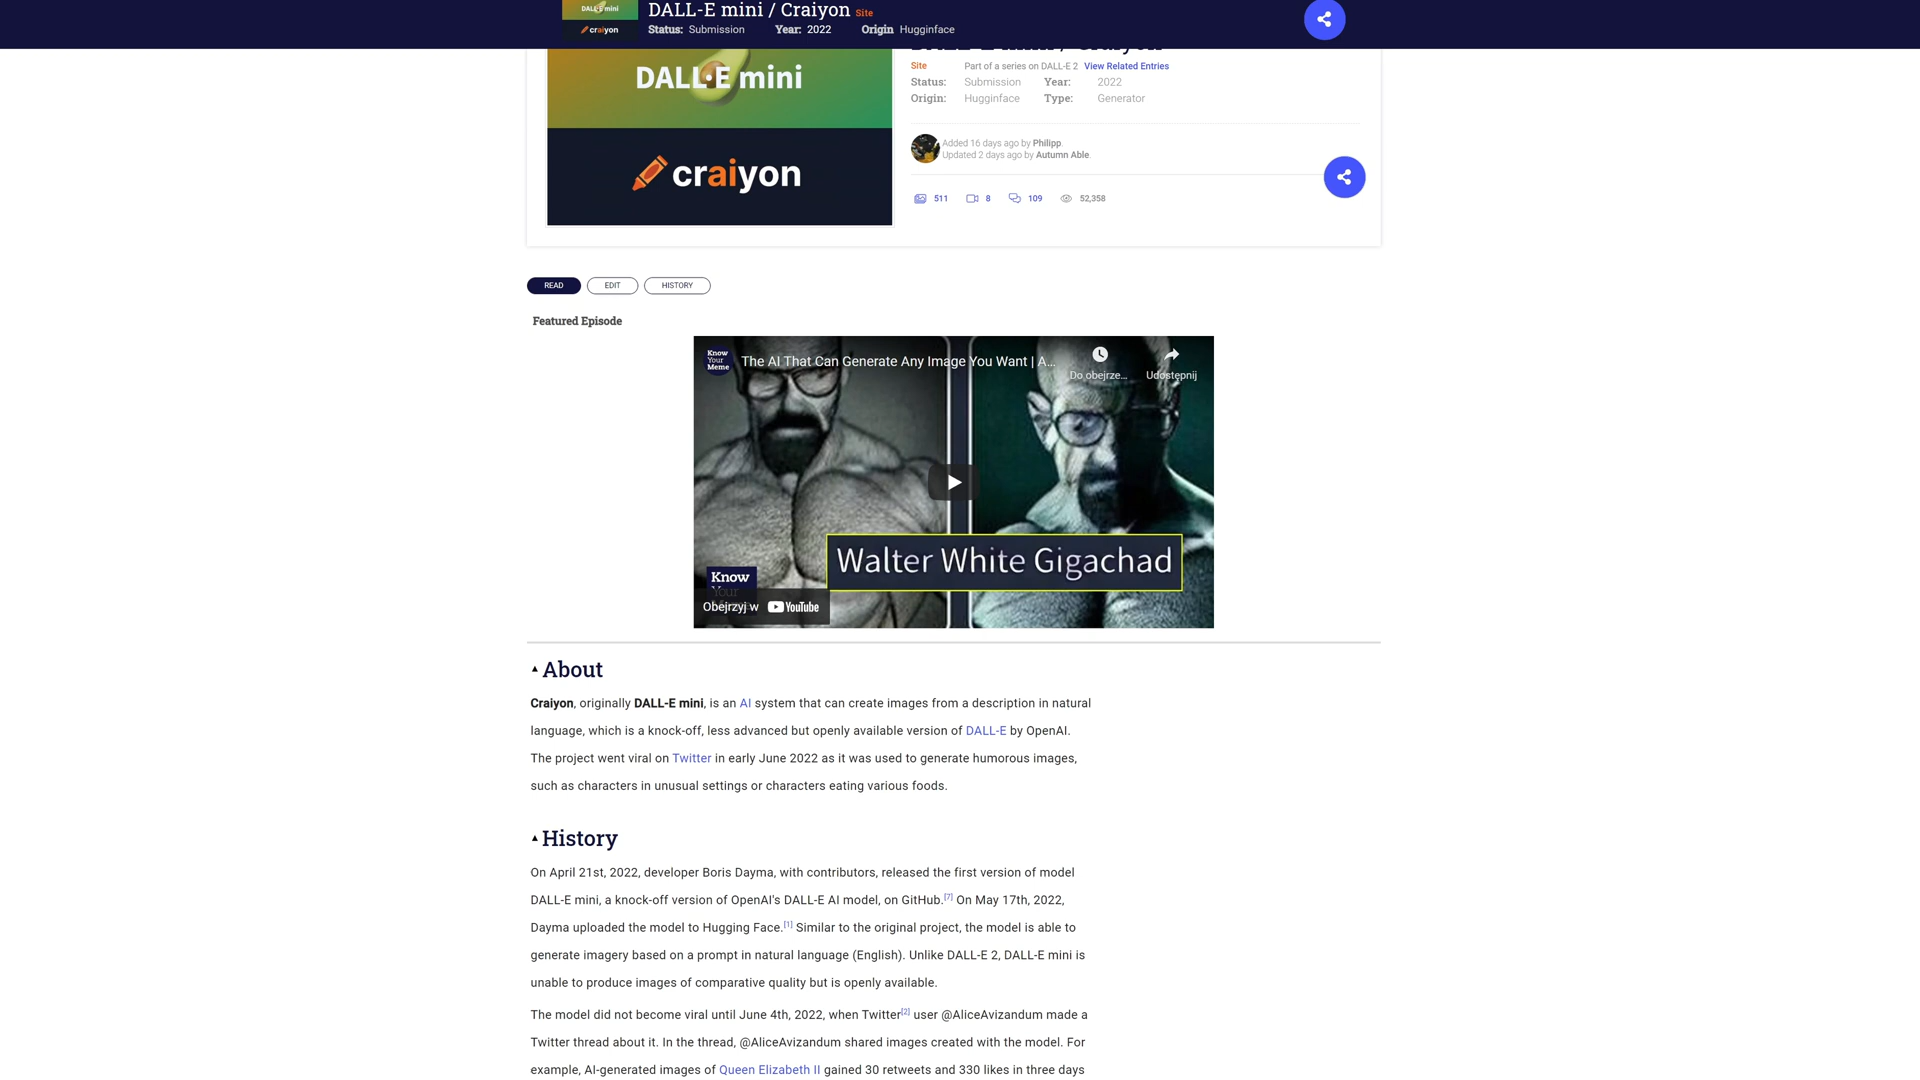 DALL·E mini
DALL-E mini / Craiyon Site
craiyon
Status: Submission Year: 2022 Origin Hugginface
DALL·E mini
craiyon
DALL-E mini / Craiyon
Site Part of a series on DALL-E 2 View Related Entries
Status: Submission Year: 2022
Origin: Hugginface Type: Generator
Added 16 days ago by Philipp.
Updated 2 days ago by Autumn Able.
511 8 109 52,358
READ EDIT HISTORY
Featured Episode
Know
Your
Meme
The AI That Can Generate Any Image You Want | A...
Do obejrze...
Udostępnij
Walter White Gigachad
Know
Your
Obejrzyj w YouTube
About
Craiyon, originally DALL-E mini, is an AI system that can create images from a description in natural
language, which is a knock-off, less advanced but openly available version of DALL-E by OpenAI.
The project went viral on Twitter in early June 2022 as it was used to generate humorous images,
such as characters in unusual settings or characters eating various foods.
History
On April 21st, 2022, developer Boris Dayma, with contributors, released the first version of model
DALL-E mini, a knock-off version of OpenAI's DALL-E AI model, on GitHub.[7] On May 17th, 2022,
Dayma uploaded the model to Hugging Face.[1] Similar to the original project, the model is able to
generate imagery based on a prompt in natural language (English). Unlike DALL-E 2, DALL-E mini is
unable to produce images of comparative quality but is openly available.
The model did not become viral until June 4th, 2022, when Twitter[2] user @AliceAvizandum made a
Twitter thread about it. In the thread, @AliceAvizandum shared images created with the model. For
example, AI-generated images of Queen Elizabeth II gained 30 retweets and 330 likes in three days